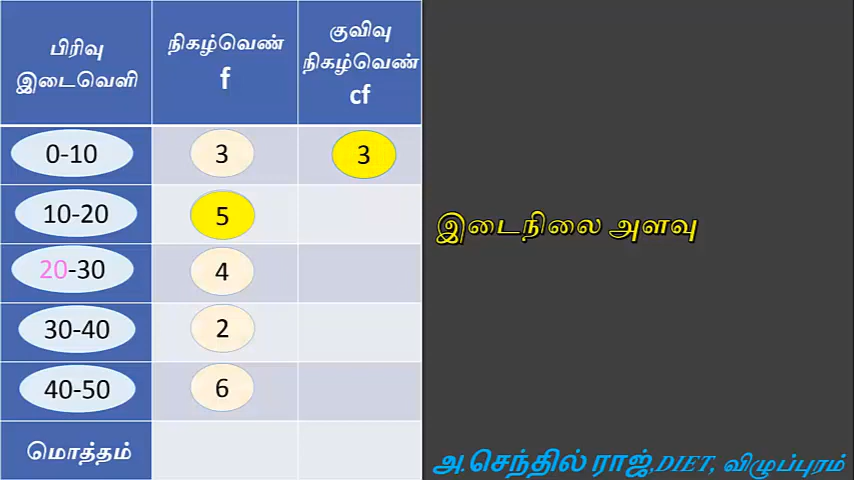 பிரிவு
இடைவெளி
நிகழ்வெண்
f
குவிவு
நிகழ்வெண்
cf
0-10 3 3
10-20 5
20-30 4
30-40 2
40-50 6
மொத்தம்
இடைநிலை அளவு
அ.செந்தில் ராஜ்,DIET, விழுப்புரம்